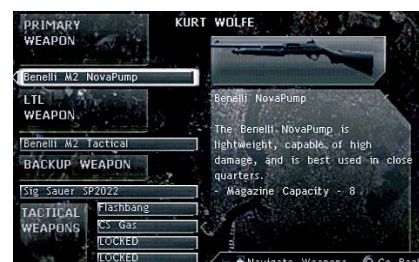 PRIMARY
WEAPON
KURT WOLFE
Benelli M2 NovaPump
LTL
WEAPON
Benelli M2 Tactical
BACKUP WEAPON
Sig Sauer SP2022
TACTICAL
WEAPONS
Flashbang
CS Gas
LOCKED
LOCKED
Benelli NovaPump
The Benelli NovaPump is
lightweight, capable of high
damage, and is best used in close
quarters.
- Magazine Capacity - 8
Navigate Weapons
Go Bac